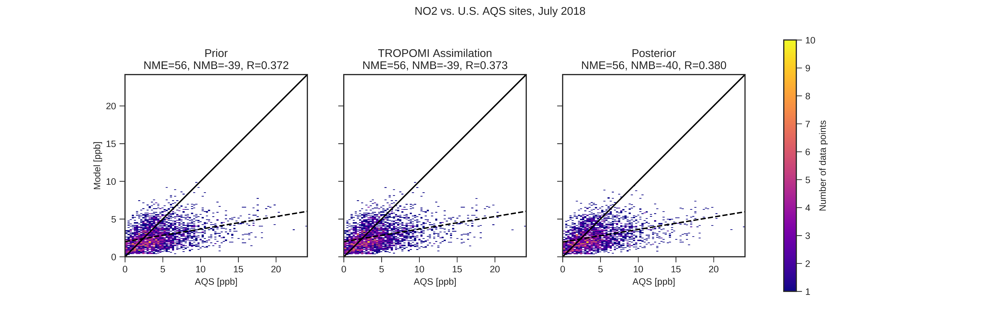 NO2 vs. U.S. AQS sites, July 2018
Prior
NME=56, NMB=-39, R=0.372
Model [ppb]
20
15
10
5
0
0 5 10 15 20
AQS [ppb]
TROPOMI Assimilation
NME=56, NMB=-39, R=0.373
0 5 10 15 20
AQS [ppb]
Posterior
NME=56, NMB=-40, R=0.380
0 5 10 15 20
AQS [ppb]
10
9
8
7
6
5
4
3
2
1
Number of data points